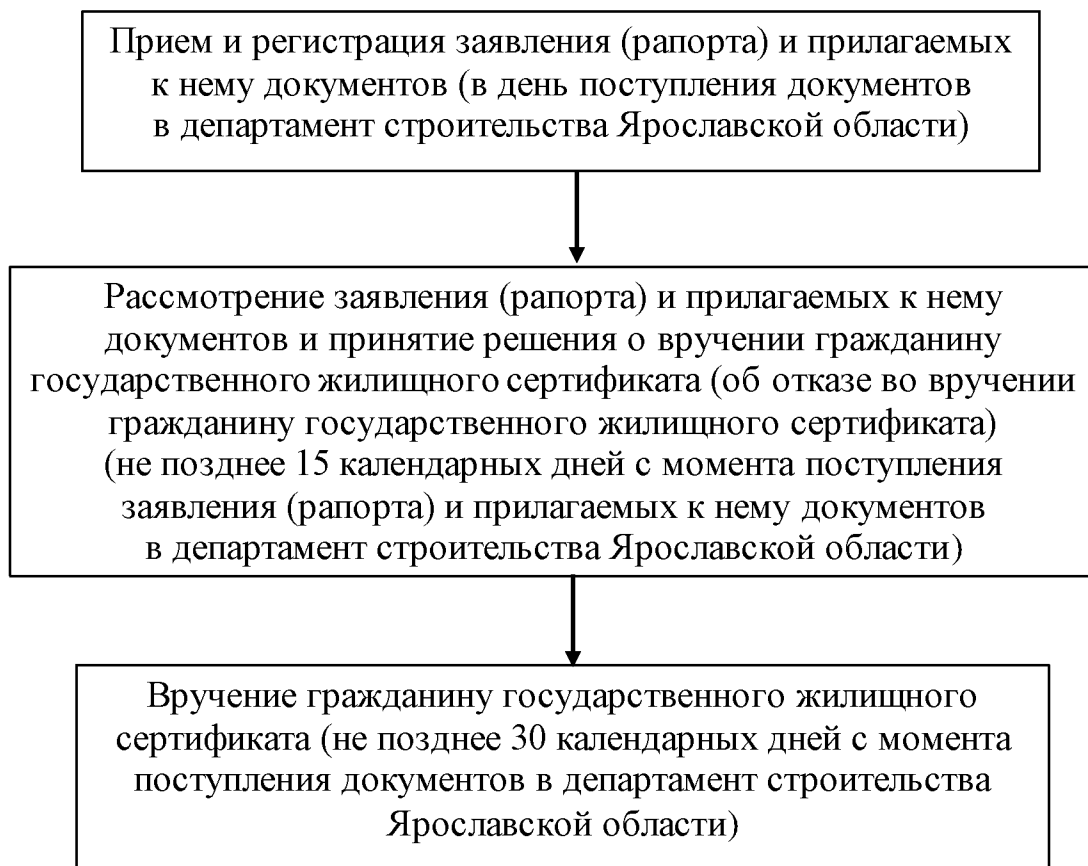 Прием и регистрация заявления (рапорта) и прилагаемых
к нему документов (в день поступления документов
в департамент строительства Ярославской области)
Рассмотрение заявления (рапорта) и прилагаемых к нему
документов и принятие решения о вручении гражданину
государственного жилищного сертификата (об отказе во вручении
гражданину государственного жилищного сертификата)
(не позднее 15 календарных дней с момента поступления
заявления (рапорта) и прилагаемых к нему документов
в департамент строительства Ярославской области)
Вручение гражданину государственного жилищного
сертификата (не позднее 30 календарных дней с момента
поступления документов в департамент строительства
Ярославской области)